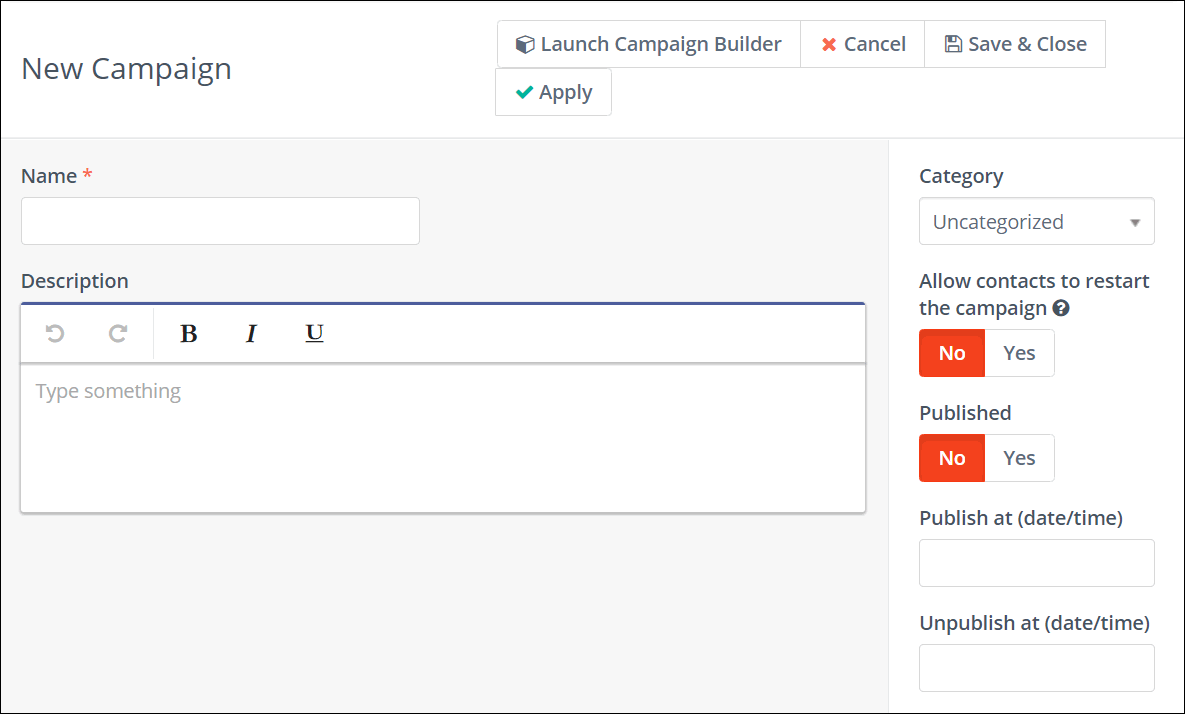 New Campaign
Launch Campaign Builder
Cancel
Save & Close
Apply
Name *
Description
B I U
Type something
Category
Uncategorized
Allow contacts to restart
the campaign ?
No Yes
Published
No Yes
Publish at (date/time)
Unpublish at (date/time)